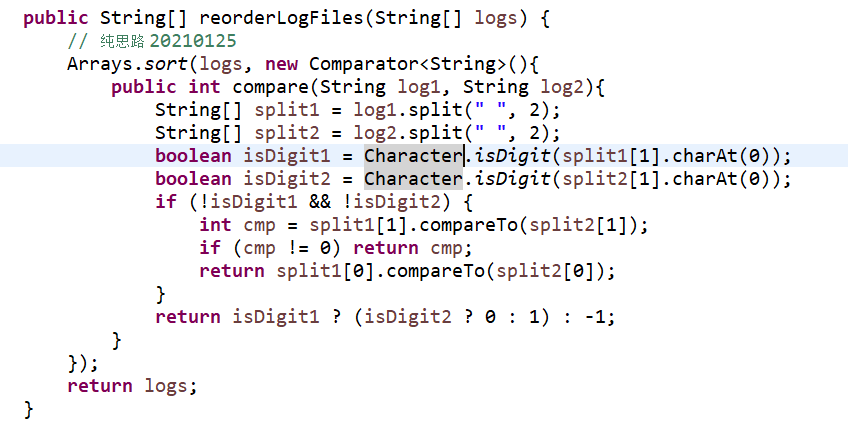 public String[] reorderLogFiles(String[] logs) {
    // 纯思路 20210125
    Arrays.sort(logs, new Comparator<String>(){
        public int compare(String log1, String log2){
            String[] split1 = log1.split(" ", 2);
            String[] split2 = log2.split(" ", 2);
            boolean isDigit1 = Character.isDigit(split1[1].charAt(0));
            boolean isDigit2 = Character.isDigit(split2[1].charAt(0));
            if (!isDigit1 && !isDigit2) {
                int cmp = split1[1].compareTo(split2[1]);
                if (cmp != 0) return cmp;
                return split1[0].compareTo(split2[0]);
            }
            return isDigit1 ? (isDigit2 ? 0 : 1) : -1;
        }
    });
    return logs;
}